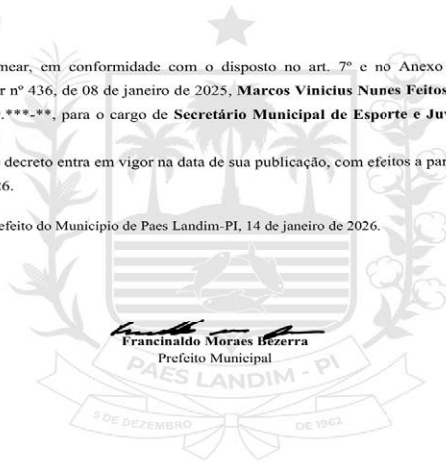 mear, em conformidade com o disposto no art. 7º e no Anexo
r nº 436, de 08 de janeiro de 2025, Marcos Vinicius Nunes Feitos
.***-**, para o cargo de Secretário Municipal de Esporte e Juv
decreto entra em vigor na data de sua publicação, com efeitos a par
26.
efeito do Município de Paes Landim-PI, 14 de janeiro de 2026.
Francinaldo Moraes Bezerra
Prefeito Municipal
PAES LANDIM - PI
5 DE DEZEMBRO DE 1962